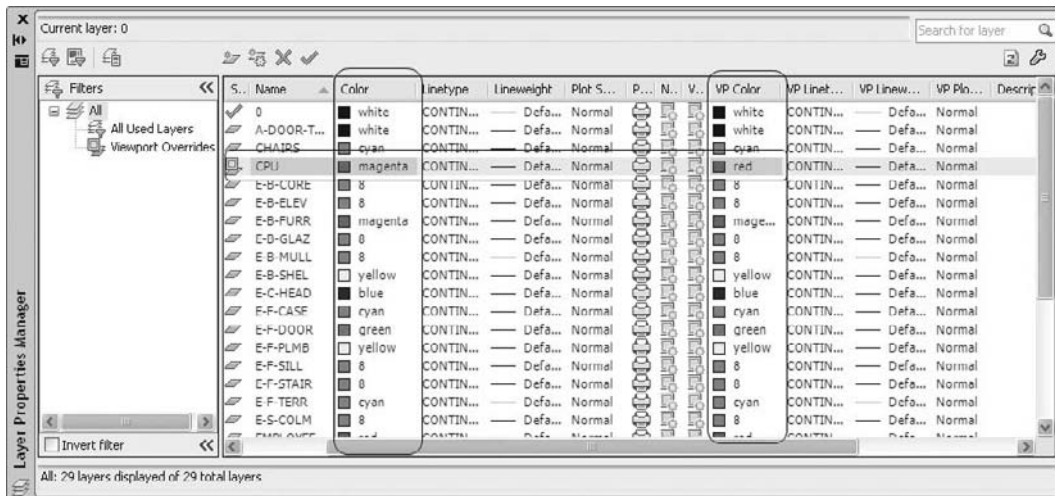 Current layer: 0
Search for layer
Filters
All
All Used Layers
Viewport Overrides
Invert filter
S... Name Color Linetype Lineweight Plot S... P... N... V... VP Color VP Linet... VP Linew... VP Plo... Descrip
0 white CONTIN... Defa... Normal white CONTIN... Defa... Normal
A-DOOR-T... white CONTIN... Defa... Normal white CONTIN... Defa... Normal
CHAIRS cyan CONTIN... Defa... Normal cyan CONTIN... Defa... Normal
CPU magenta CONTIN... Defa... Normal red CONTIN... Defa... Normal
E-B-CORE 8 CONTIN... Defa... Normal 8 CONTIN... Defa... Normal
E-B-ELEV 8 CONTIN... Defa... Normal 8 CONTIN... Defa... Normal
E-B-FURR magenta CONTIN... Defa... Normal mage... CONTIN... Defa... Normal
E-B-GLAZ 8 CONTIN... Defa... Normal 8 CONTIN... Defa... Normal
E-B-MULL 8 CONTIN... Defa... Normal 8 CONTIN... Defa... Normal
E-B-SHEL yellow CONTIN... Defa... Normal yellow CONTIN... Defa... Normal
E-C-HEAD blue CONTIN... Defa... Normal blue CONTIN... Defa... Normal
E-F-CASE cyan CONTIN... Defa... Normal cyan CONTIN... Defa... Normal
E-F-DOOR green CONTIN... Defa... Normal green CONTIN... Defa... Normal
E-F-PLMB yellow CONTIN... Defa... Normal yellow CONTIN... Defa... Normal
E-F-SILL 8 CONTIN... Defa... Normal 8 CONTIN... Defa... Normal
E-F-STAIR 8 CONTIN... Defa... Normal 8 CONTIN... Defa... Normal
E-F-TERR cyan CONTIN... Defa... Normal cyan CONTIN... Defa... Normal
E-S-COLM 8 CONTIN... Defa... Normal 8 CONTIN... Defa... Normal
All: 29 layers displayed of 29 total layers
Layer Properties Manager